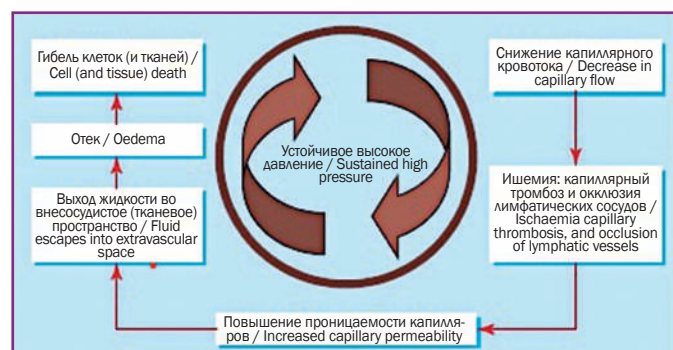 Гибель клеток (и тканей) /
Cell (and tissue) death
Отек / Oedema
Выход жидкости во
внесосудистое (тканевое)
пространство / Fluid
escapes into extravascular
space
Устойчивое высокое
давление / Sustained high
pressure
Снижение капиллярного
кровотока / Decrease in
capillary flow
Ишемия: капиллярный
тромбоз и окклюзия
лимфатических сосудов /
Ischaemia capillary
thrombosis, and occlusion
of lymphatic vessels
Повышение проницаемости капилля-
ров / Increased capillary permeability